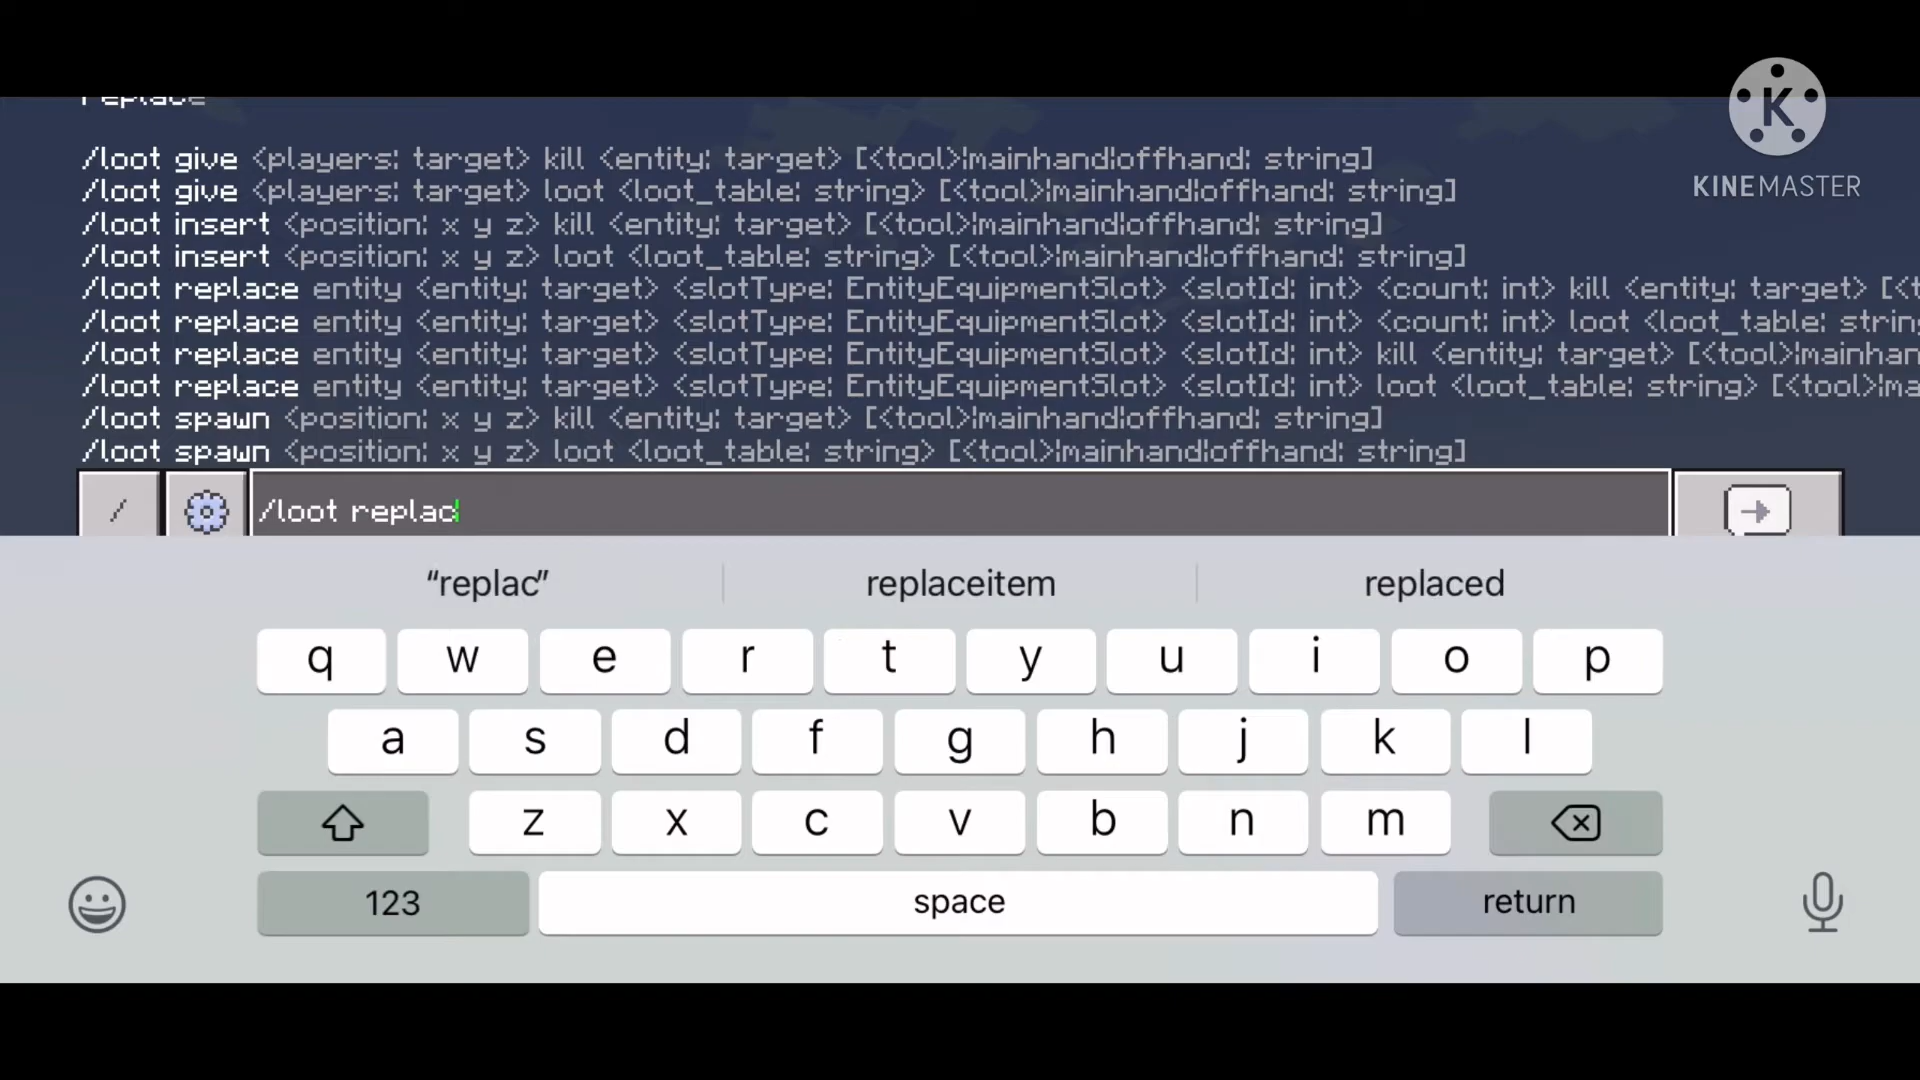 replace
/loot give <players: target> kill <entity: target> [<tool>|mainhand|offhand: string]
/loot give <players: target> loot <loot_table: string> [<tool>|mainhand|offhand: string]
/loot insert <position: x y z> kill <entity: target> [<tool>|mainhand|offhand: string]
/loot insert <position: x y z> loot <loot_table: string> [<tool>|mainhand|offhand: string]
/loot replace entity <entity: target> <slotType: EntityEquipmentSlot> <slotId: int> <count: int> kill <entity: target> [<t
/loot replace entity <entity: target> <slotType: EntityEquipmentSlot> <slotId: int> <count: int> loot <loot_table: string
/loot replace entity <entity: target> <slotType: EntityEquipmentSlot> <slotId: int> kill <entity: target> [<tool>|mainhan
/loot replace entity <entity: target> <slotType: EntityEquipmentSlot> <slotId: int> loot <loot_table: string> [<tool>|ma
/loot spawn <position: x y z> kill <entity: target> [<tool>|mainhand|offhand: string]
/loot spawn <position: x y z> loot <loot_table: string> [<tool>|mainhand|offhand: string]
K
KINEMASTER
/
/loot replac
“replac” replaceitem replaced
q w e r t y u i o p
a s d f g h j k l
z x c v b n m
123 space return